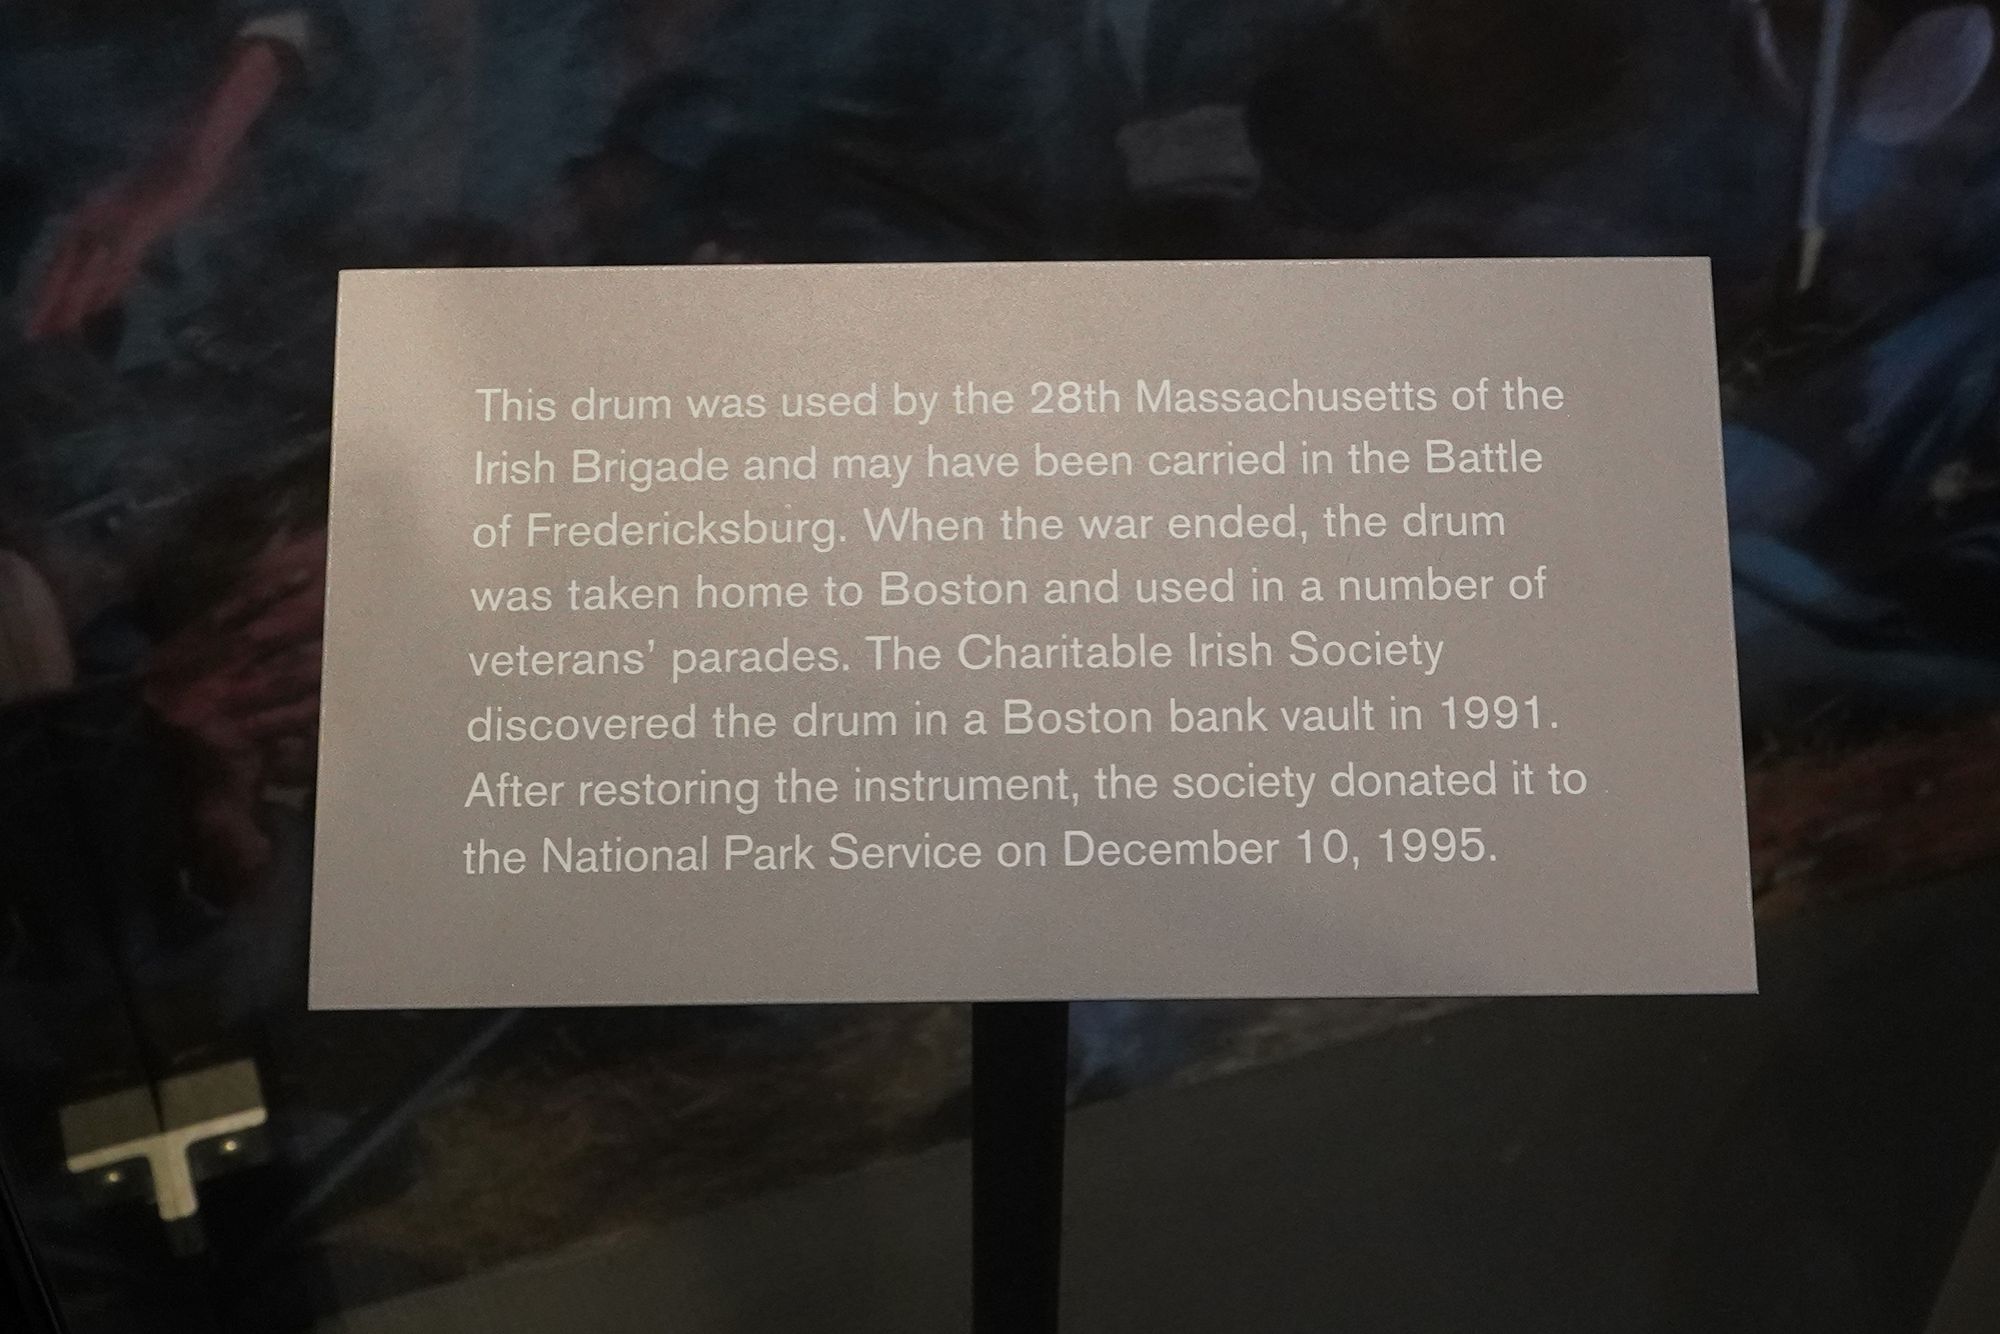 This drum was used by the 28th Massachusetts of the
Irish Brigade and may have been carried in the Battle
of Fredericksburg. When the war ended, the drum
was taken home to Boston and used in a number of
veterans’ parades. The Charitable Irish Society
discovered the drum in a Boston bank vault in 1991.
After restoring the instrument, the society donated it to
the National Park Service on December 10, 1995.